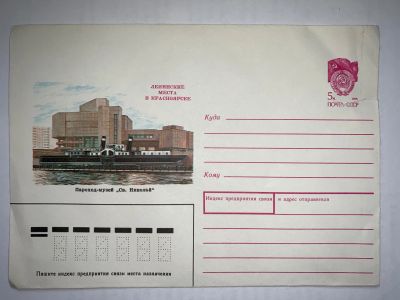 ЛЕНИНСКИЕ
МЕСТА
В КРАСНОЯРСКЕ
5к
ПОЧТА·СССР
Куда
Кому
Пароход-музей „Св. Николай"
Индекс предприятия связи и адрес отправителя
Пишите индекс предприятия связи места назначения